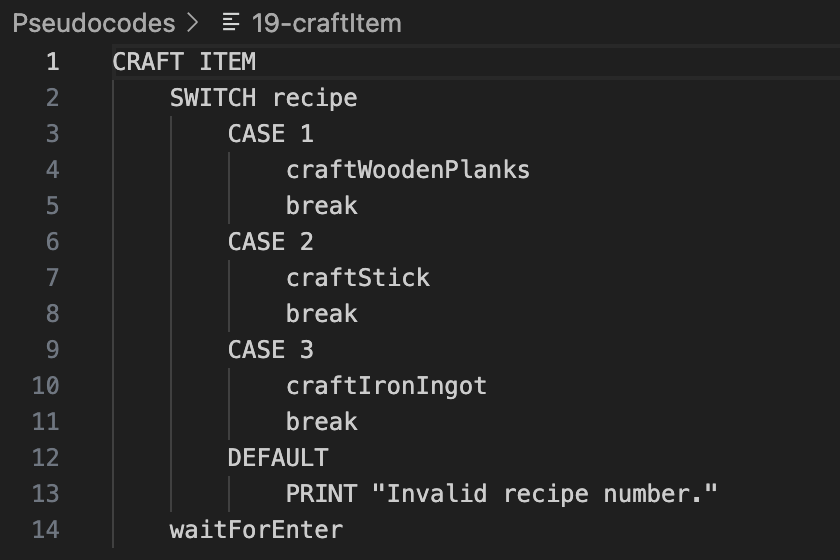 Pseudocodes > 19-craftItem
1 CRAFT ITEM
2 SWITCH recipe
3 CASE 1
4 craftWoodenPlanks
5 break
6 CASE 2
7 craftStick
8 break
9 CASE 3
10 craftIronIngot
11 break
12 DEFAULT
13 PRINT "Invalid recipe number."
14 waitForEnter